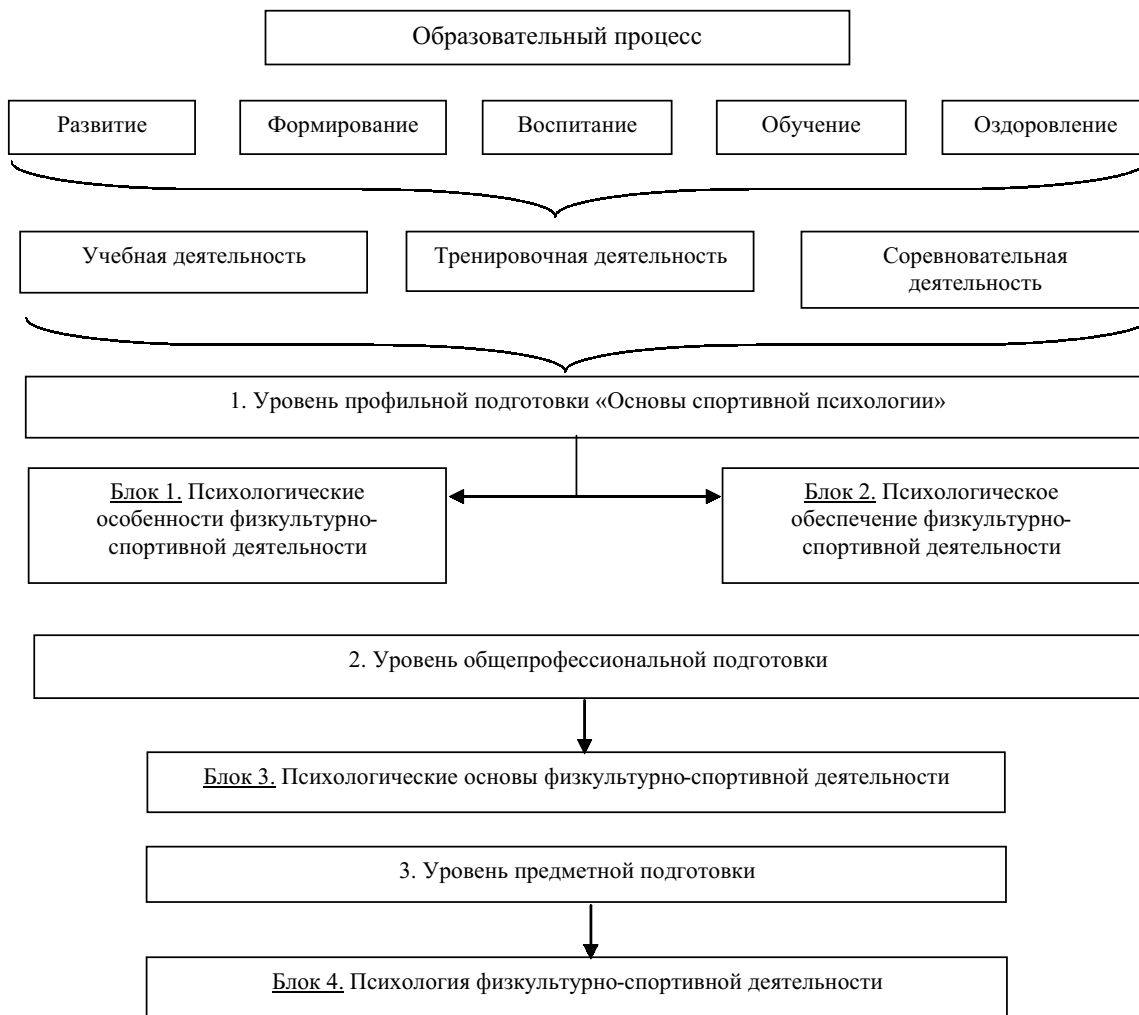 Образовательный процесс
Развитие
Формирование
Воспитание
Обучение
Оздоровление
Учебная деятельность
Тренировочная деятельность
Соревновательная
деятельность
1. Уровень профильной подготовки «Основы спортивной психологии»
Блок 1. Психологические
особенности физкультурно-
спортивной деятельности
Блок 2. Психологическое
обеспечение физкультурно-
спортивной деятельности
2. Уровень общепрофессиональной подготовки
Блок 3. Психологические основы физкультурно-спортивной деятельности
3. Уровень предметной подготовки
Блок 4. Психология физкультурно-спортивной деятельности